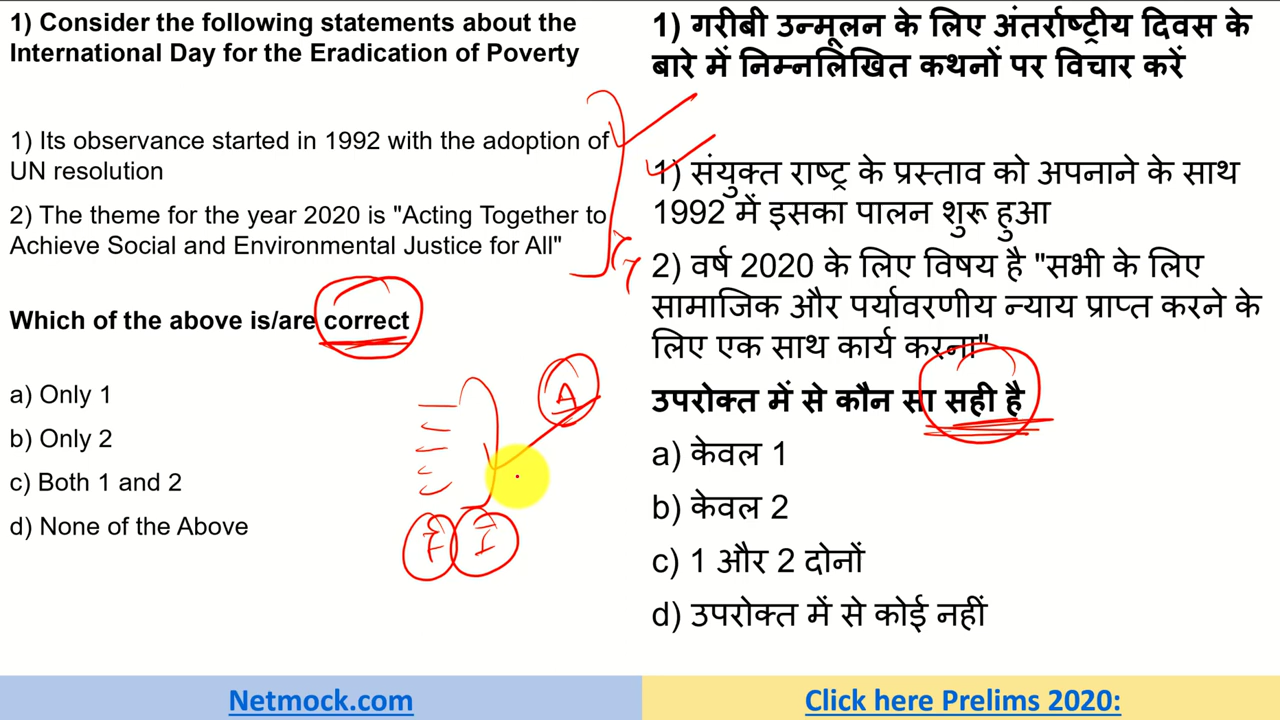 1) Consider the following statements about the
International Day for the Eradication of Poverty
1) Its observance started in 1992 with the adoption of
UN resolution
2) The theme for the year 2020 is "Acting Together to
Achieve Social and Environmental Justice for All"
Which of the above is/are correct
a) Only 1
b) Only 2
c) Both 1 and 2
d) None of the Above
A
1) गरीबी उन्मूलन के लिए अंतर्राष्ट्रीय दिवस के
बारे में निम्नलिखित कथनों पर विचार करें
1) संयुक्त राष्ट्र के प्रस्ताव को अपनाने के साथ
1992 में इसका पालन शुरू हुआ
2) वर्ष 2020 के लिए विषय है "सभी के लिए
सामाजिक और पर्यावरणीय न्याय प्राप्त करने के
लिए एक साथ कार्य करना"
उपरोक्त में से कौन सा सही है
a) केवल 1
b) केवल 2
c) 1 और 2 दोनों
d) उपरोक्त में से कोई नहीं
Netmock.com
Click here Prelims 2020: